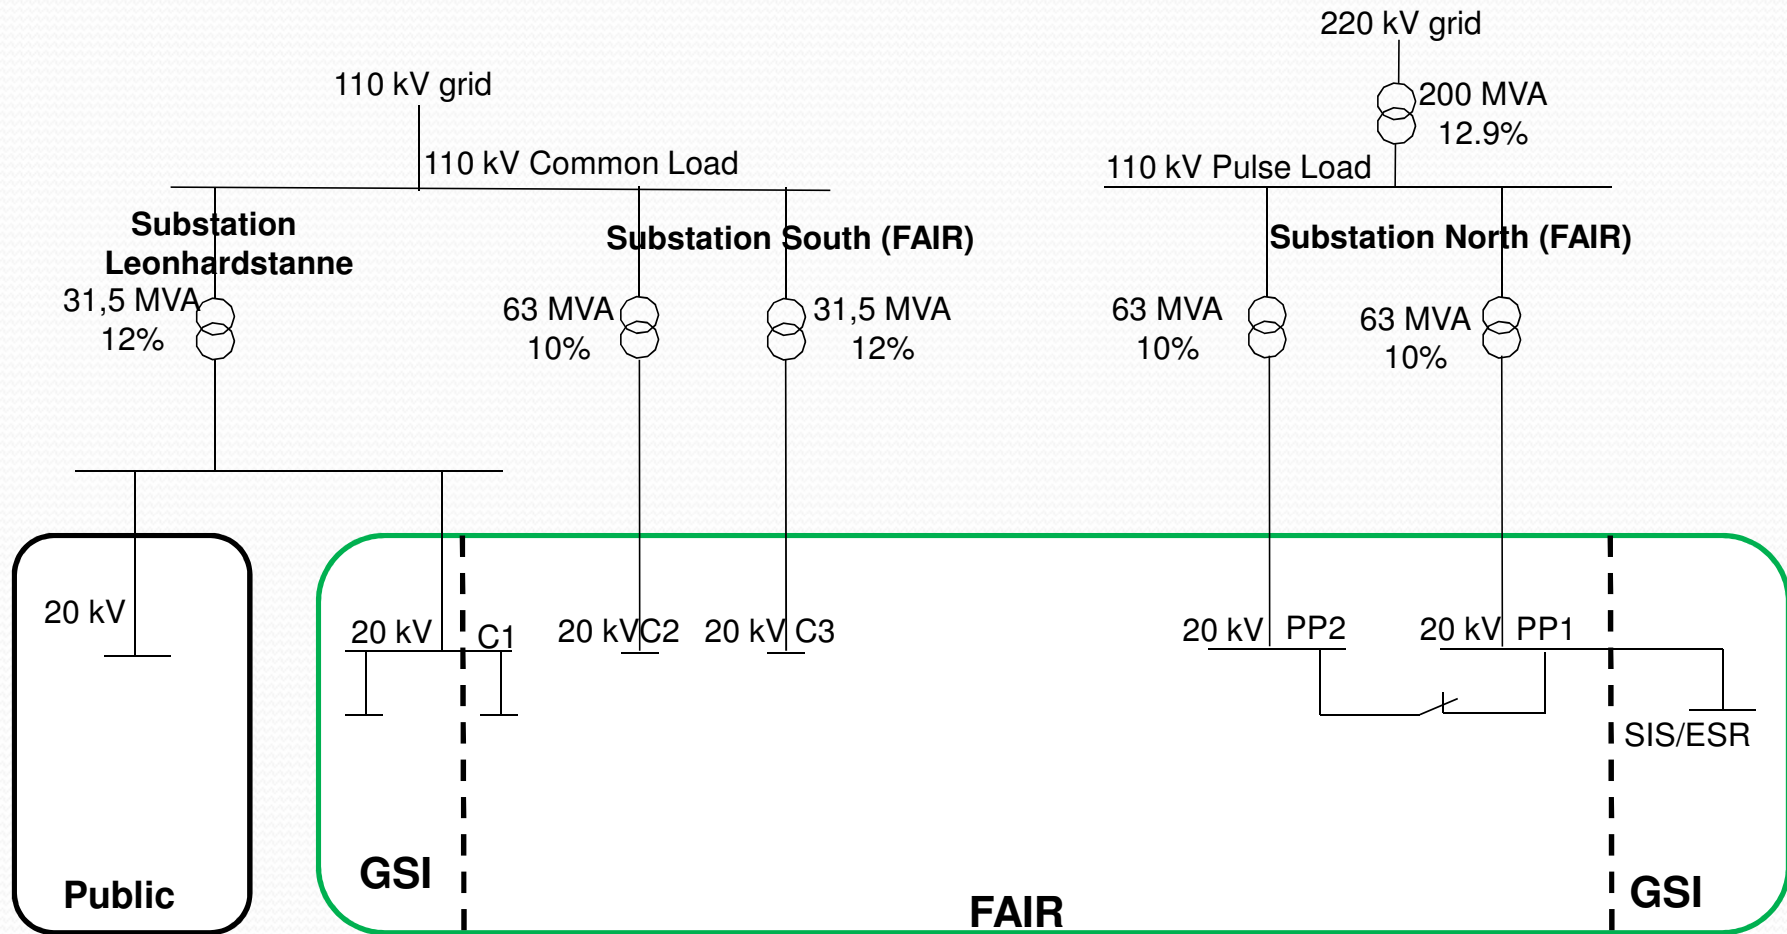 220 kV grid
110 kV grid
200 MVA
12.9%
110 kV Common Load
110 kV Pulse Load
Substation
Leonhardstanne
Substation South (FAIR)
Substation North (FAIR)
31,5 MVA
12%
63 MVA
10%
31,5 MVA
12%
63 MVA
10%
63 MVA
10%
20 kV
20 kV
C1
20 kV C2
20 kV C3
20 kV PP2
20 kV PP1
SIS/ESR
Public
GSI
FAIR
GSI